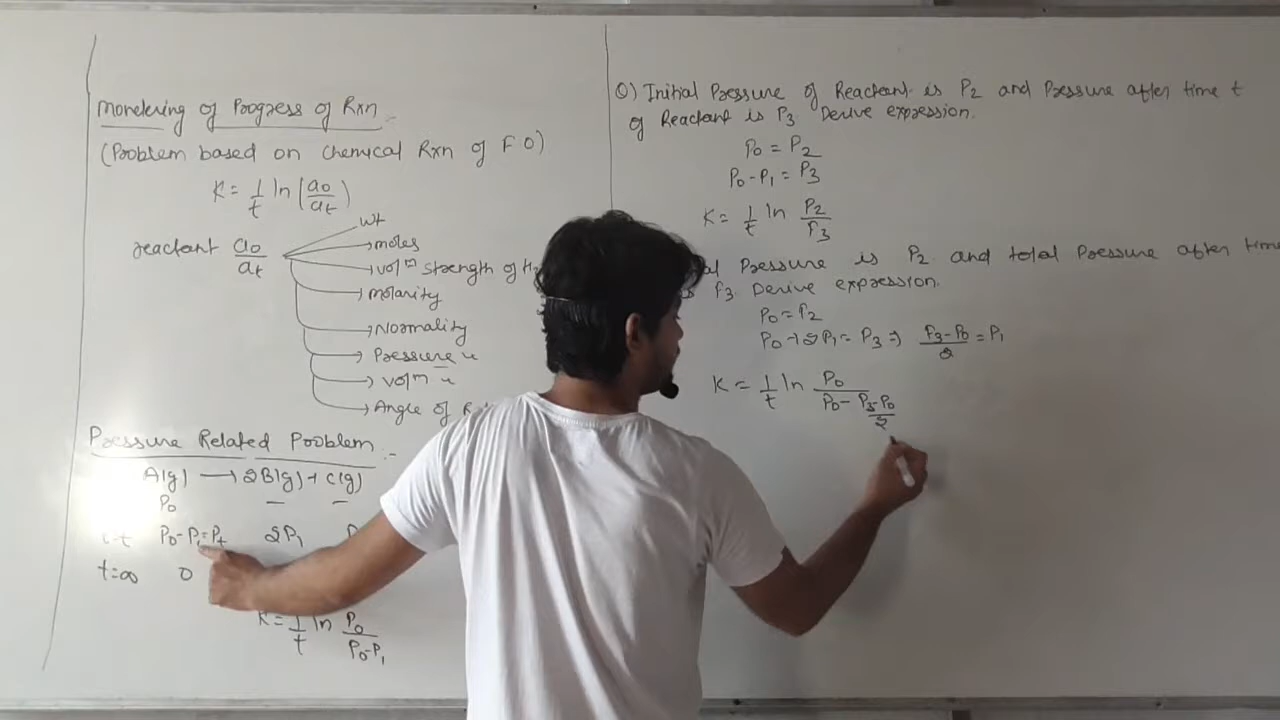 Monetering of Progress of Rxn :-
(Problem based on Chemical Rxn of F O)
K = 1/t ln (a0/at)
reactant a0/at
wt
moles
vol^m strength of H
molarity
Normality
Pressure u
vol^m u
Angle of R
Pressure Related Problem :-
A(g) → 2B(g) + C(g)
P0 — —
P0-P1=Pt 2P1 P
t=∞ 0
K = 1/t ln P0/(P0-P1)
Q) Initial Pressure of Reactant is P2 and Pressure after time t
of Reactant is P3. Derive expression.
P0 = P2
P0-P1 = P3
K = 1/t ln P2/P3
Pressure is P2 and total Pressure after time
P3. Derive expression.
P0 = P2
P0+2P1 = P3 ⇒ (P3-P0)/2 = P1
K = 1/t ln P0/(P0 - (P3-P0)/2)